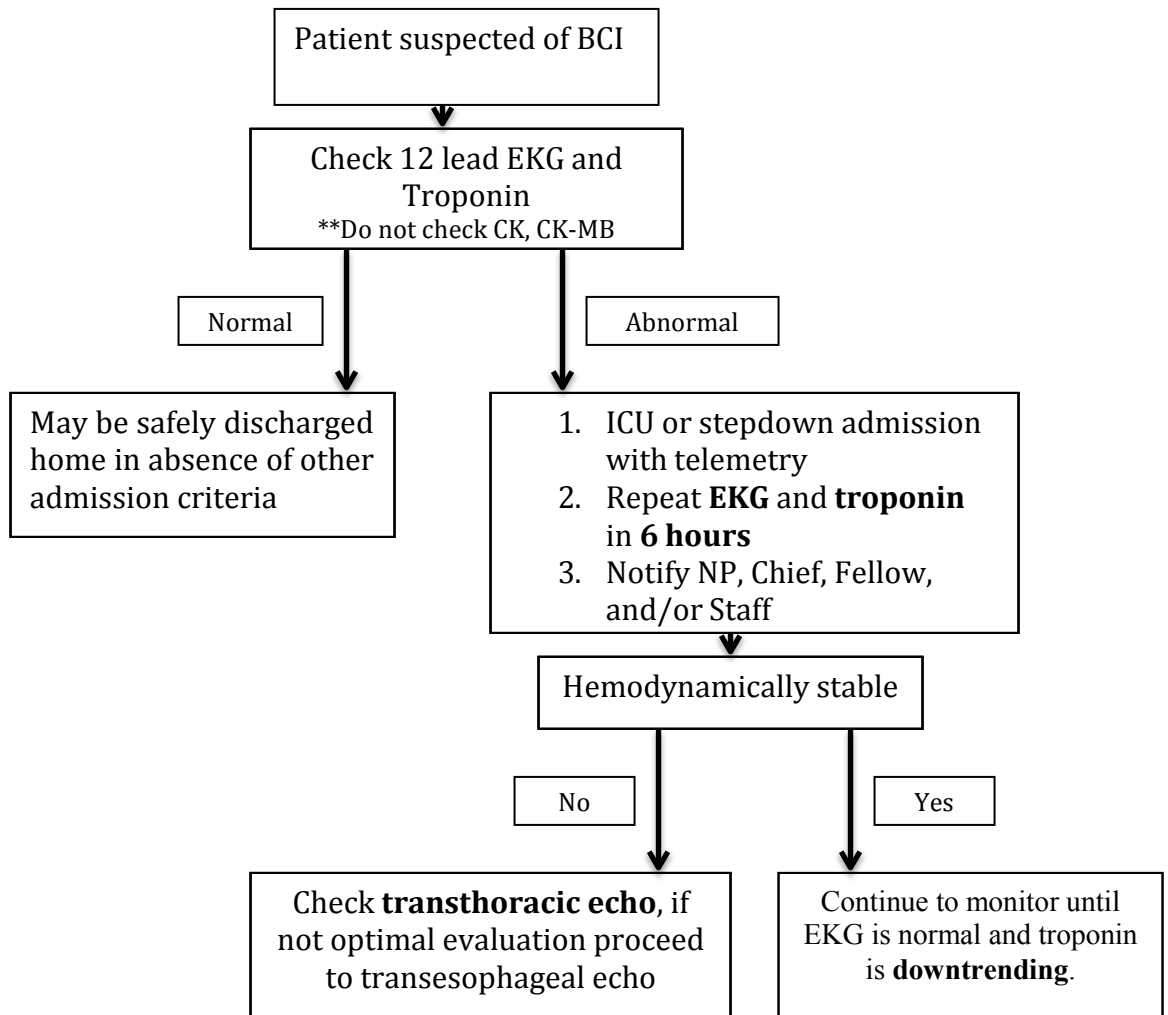 Patient suspected of BCI
Check 12 lead EKG and
Troponin
**Do not check CK, CK-MB
Normal
Abnormal
May be safely discharged
home in absence of other
admission criteria
1. ICU or stepdown admission
with telemetry
2. Repeat EKG and troponin
in 6 hours
3. Notify NP, Chief, Fellow,
and/or Staff
Hemodynamically stable
No
Yes
Check transthoracic echo, if
not optimal evaluation proceed
to transesophageal echo
Continue to monitor until
EKG is normal and troponin
is downtrending.